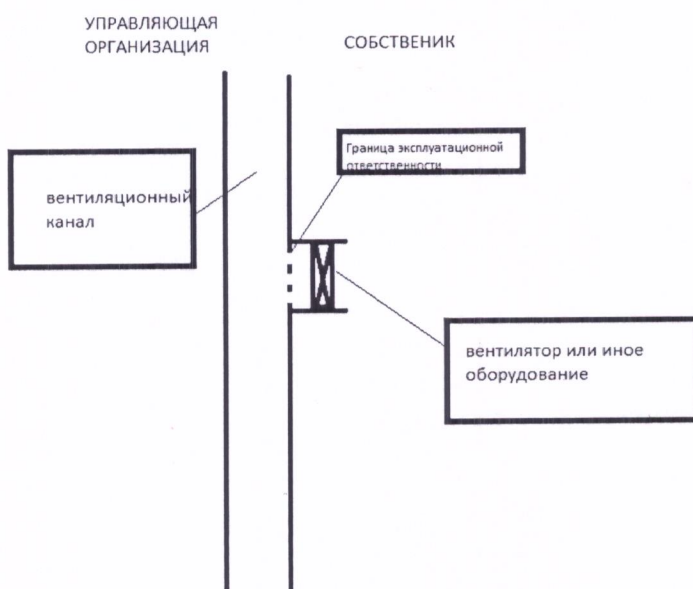 УПРАВЛЯЮЩАЯ
ОРГАНИЗАЦИЯ
СОБСТВЕНИК
Граница эксплуатационной
ответственности
вентиляционный
канал
вентилятор или иное
оборудование